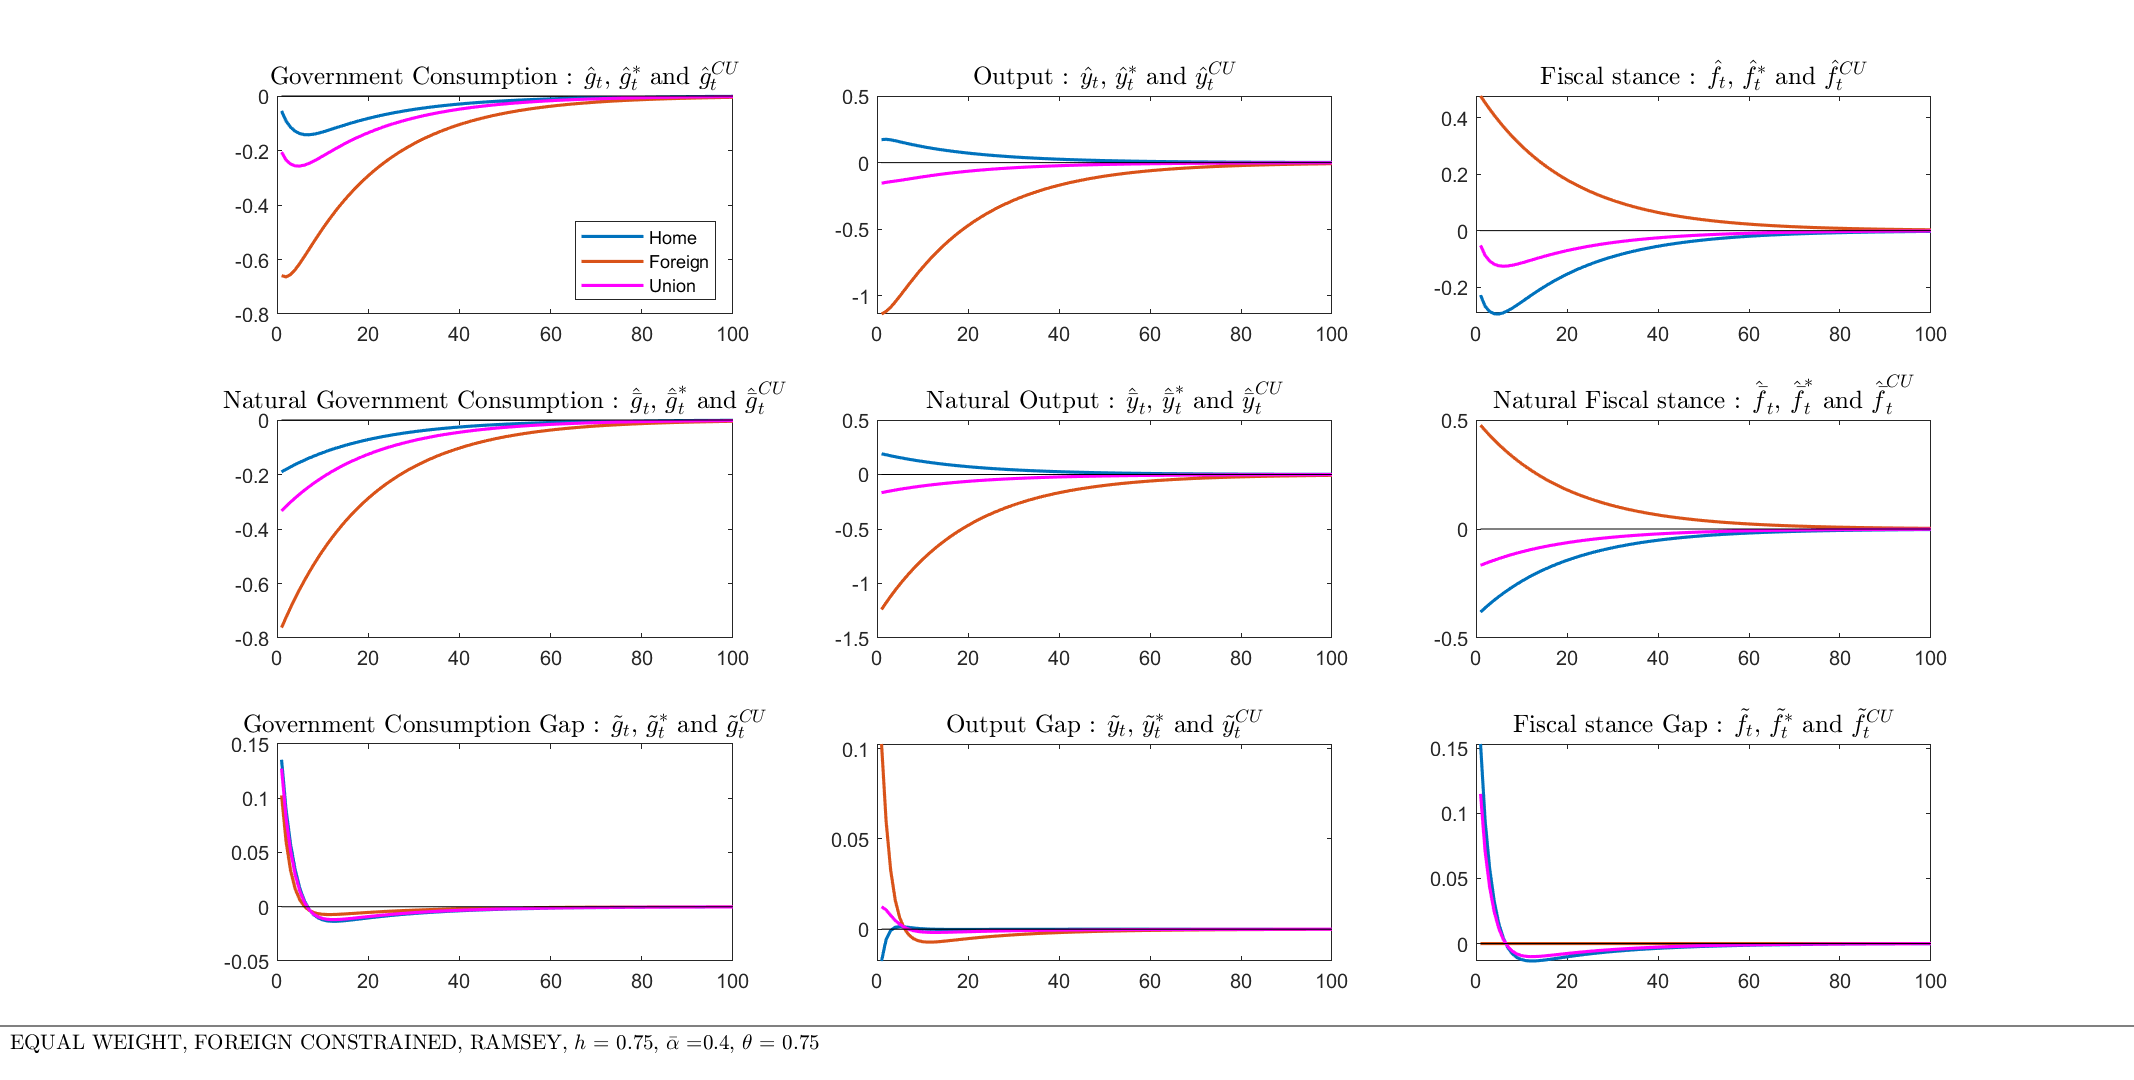 Government Consumption : ĝₜ, ĝₜ* and ĝₜᶜᵁ
0
-0.2
-0.4
-0.6
-0.8
0 20 40 60 80 100
Home
Foreign
Union
Output : ŷₜ, ŷₜ* and ŷₜᶜᵁ
0.5
0
-0.5
-1
0 20 40 60 80 100
Fiscal stance : f̂ₜ, f̂ₜ* and f̂ₜᶜᵁ
0.4
0.2
0
-0.2
0 20 40 60 80 100
Natural Government Consumption : ḡ̂ₜ, ḡ̂ₜ* and ḡ̂ₜᶜᵁ
0
-0.2
-0.4
-0.6
-0.8
0 20 40 60 80 100
Natural Output : ȳ̂ₜ, ȳ̂ₜ* and ȳ̂ₜᶜᵁ
0.5
0
-0.5
-1
-1.5
0 20 40 60 80 100
Natural Fiscal stance : f̄̂ₜ, f̄̂ₜ* and f̄̂ₜᶜᵁ
0.5
0
-0.5
0 20 40 60 80 100
Government Consumption Gap : g̃ₜ, g̃ₜ* and g̃ₜᶜᵁ
0.15
0.1
0.05
0
-0.05
0 20 40 60 80 100
Output Gap : ỹₜ, ỹₜ* and ỹₜᶜᵁ
0.1
0.05
0
0 20 40 60 80 100
Fiscal stance Gap : f̃ₜ, f̃ₜ* and f̃ₜᶜᵁ
0.15
0.1
0.05
0
0 20 40 60 80 100
EQUAL WEIGHT, FOREIGN CONSTRAINED, RAMSEY, h = 0.75, ᾱ =0.4, θ = 0.75